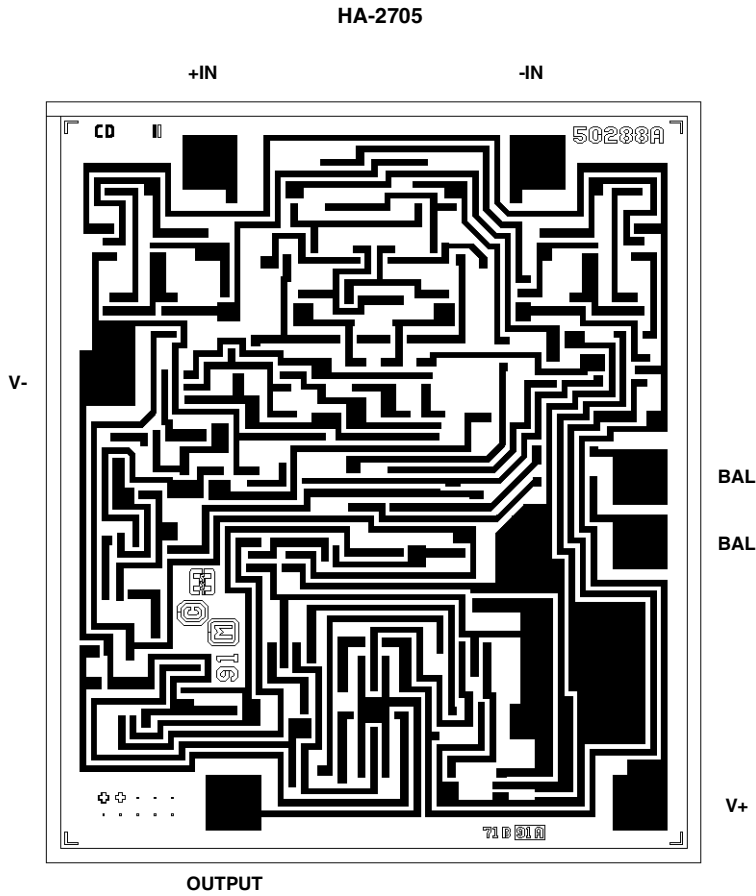 HA-2705
+IN -IN
CD
50288A
V-
BAL
BAL
H
C
M
91
V+
71 B 91 A
OUTPUT